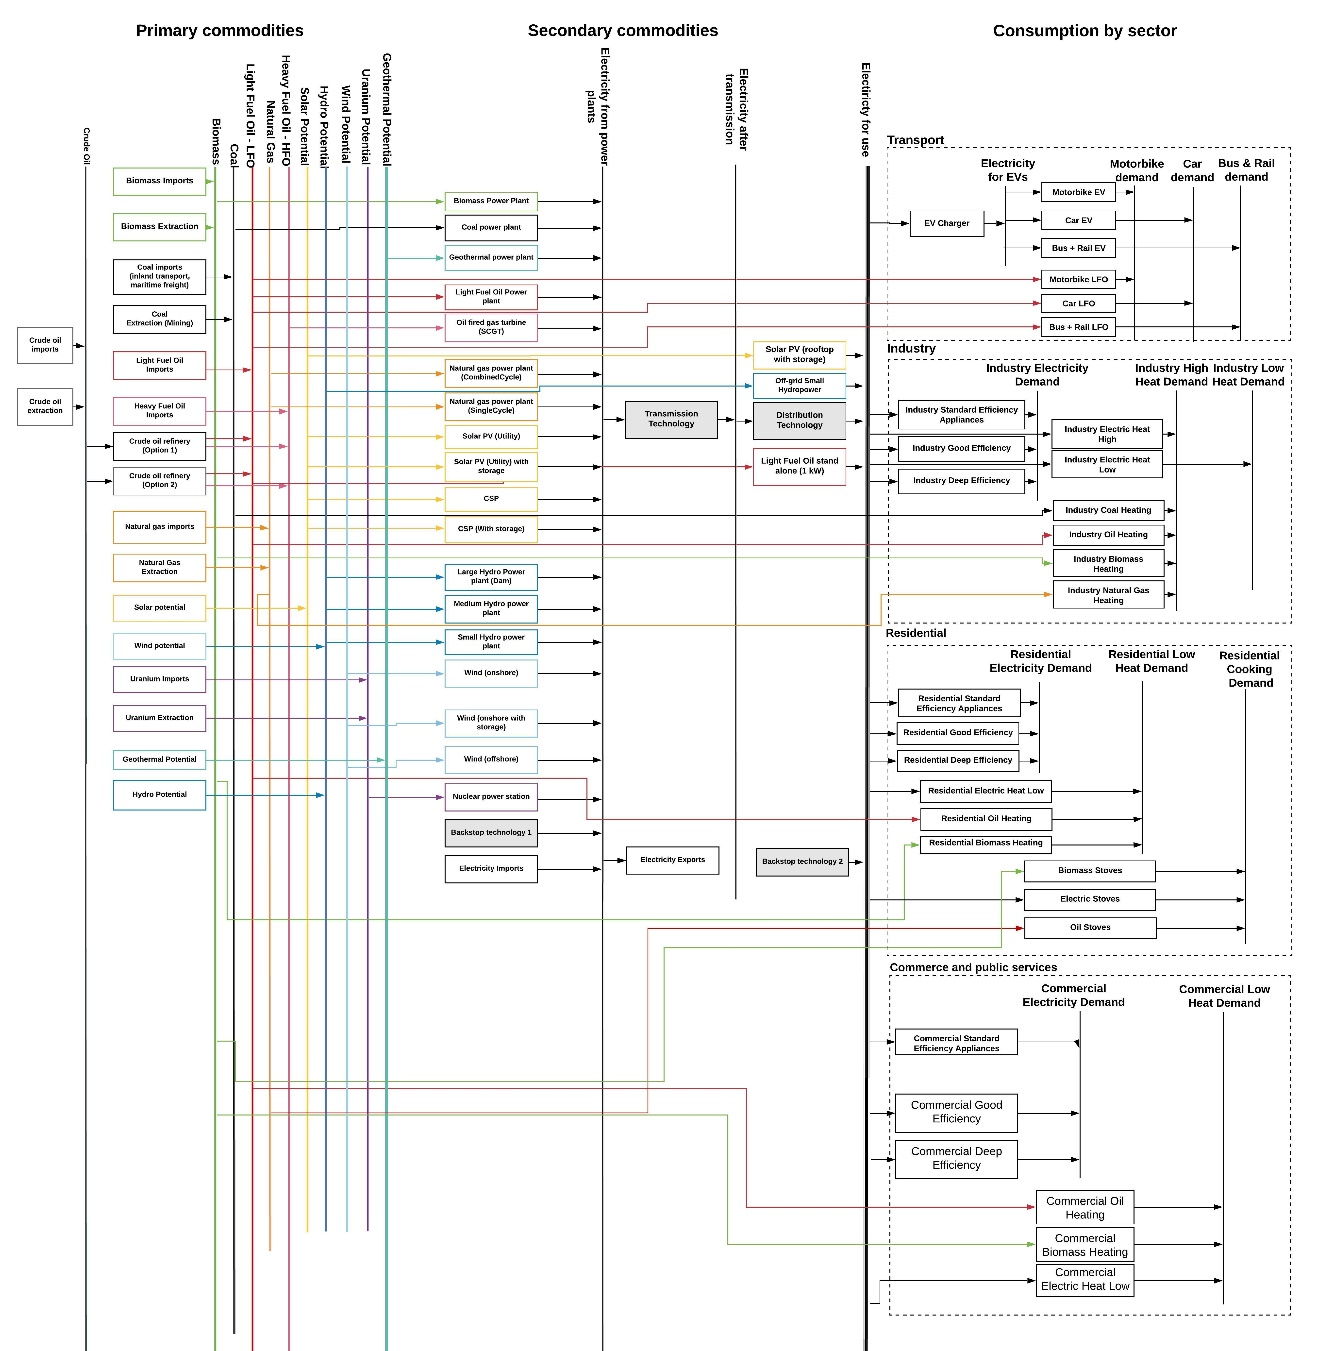 Primary commodities
Secondary commodities
Consumption by sector
Crude Oil
Biomass
Coal
Light Fuel Oil - LFO
Natural Gas
Heavy Fuel Oil - HFO
Solar Potential
Hydro Potential
Wind Potential
Uranium Potential
Geothermal Potential
Electricity from power
plants
Electricity after
transmission
Electiricty for use
Crude oil
imports
Crude oil
extraction
Biomass Imports
Biomass Extraction
Coal imports
(inland transport,
maritime freight)
Coal
Extraction (Mining)
Light Fuel Oil
Imports
Heavy Fuel Oil
Imports
Crude oil refinery
(Option 1)
Crude oil refinery
(Option 2)
Natural gas imports
Natural Gas
Extraction
Solar potential
Wind potential
Uranium Imports
Uranium Extraction
Geothermal Potential
Hydro Potential
Biomass Power Plant
Coal power plant
Geothermal power plant
Light Fuel Oil Power
plant
Oil fired gas turbine
(SCGT)
Natural gas power plant
(CombinedCycle)
Natural gas power plant
(SingleCycle)
Solar PV (Utility)
Solar PV (Utility) with
storage
CSP
CSP (With storage)
Large Hydro Power
plant (Dam)
Medium Hydro power
plant
Small Hydro power
plant
Wind (onshore)
Wind (onshore with
storage)
Wind (offshore)
Nuclear power station
Backstop technology 1
Electricity Imports
Transmission
Technology
Electricity Exports
Solar PV (rooftop
with storage)
Off-grid Small
Hydropower
Distribution
Technology
Light Fuel Oil stand
alone (1 kW)
Backstop technology 2
Transport
Electricity
for EVs
Motorbike
demand
Car
demand
Bus & Rail
demand
EV Charger
Motorbike EV
Car EV
Bus + Rail EV
Motorbike LFO
Car LFO
Bus + Rail LFO
Industry
Industry Electricity
Demand
Industry High
Heat Demand
Industry Low
Heat Demand
Industry Standard Efficiency
Appliances
Industry Good Efficiency
Industry Deep Efficiency
Industry Electric Heat
High
Industry Electric Heat
Low
Industry Coal Heating
Industry Oil Heating
Industry Biomass
Heating
Industry Natural Gas
Heating
Residential
Residential
Electricity Demand
Residential Low
Heat Demand
Residential
Cooking
Demand
Residential Standard
Efficiency Appliances
Residential Good Efficiency
Residential Deep Efficiency
Residential Electric Heat Low
Residential Oil Heating
Residential Biomass Heating
Biomass Stoves
Electric Stoves
Oil Stoves
Commerce and public services
Commercial
Electricity Demand
Commercial Low
Heat Demand
Commercial Standard
Efficiency Appliances
Commercial Good
Efficiency
Commercial Deep
Efficiency
Commercial Oil
Heating
Commercial
Biomass Heating
Commercial
Electric Heat Low